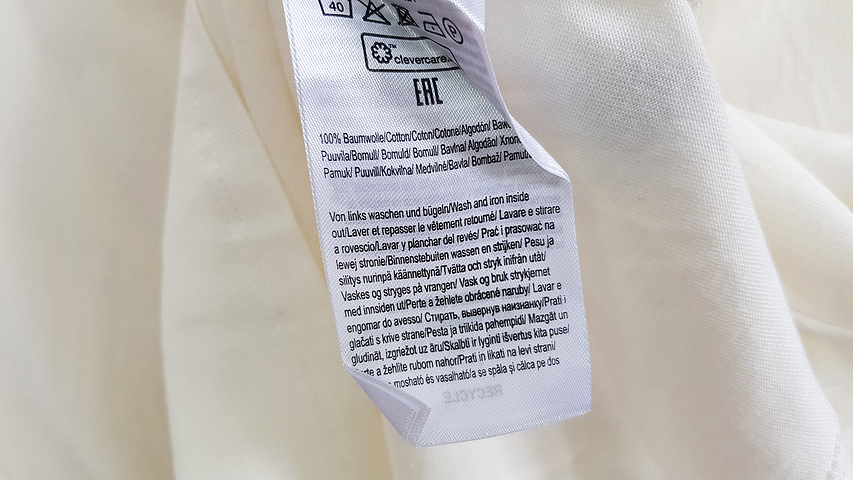 40
clevercare
EAC
100% Baumwolle/Cotton/Coton/Cotone/Algodón/
Puuvilla/Bomull/ Bomuld/ Bomull/ Bavlna/ Algodão/
Pamuk/ Puuvill/Kokvilna/ Medvilnė/Bavlna/ Bombaž/
Von links waschen und bügeln/Wash and iron inside
out/Laver et repasser le vêtement retourné/ Lavare e stirare
a rovescio/Lavar y planchar del revés/ Prać i prasować na
lewej stronie/Binnenstebuiten wassen en strijken/ Pesu ja
silitys nurinpä käännettynä/Tvätta och stryk inifrån utåt/
Vaskes og stryges på vrangen/ Vask og bruk strykjernet
med innsiden ut/Perte a žehlete obrácené naruby/ Lavar e
engomar do avesso/ Стирать, вывернув наизнанку/Prati i
glačati s krive strane/Pesta ja triikida pahempidi/ Mazgāt un
gludināt, izgriežot uz āru/Skalbti ir lyginti išvertus kita puse/
a žehlite rubom nahor/Prati in likati na levi strani/
mosható és vasalható/a se spăla și călca pe dos
RECYCLE